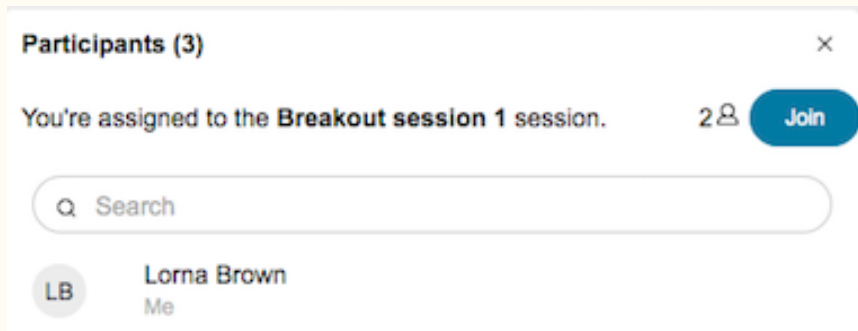 Participants (3)
You're assigned to the Breakout session 1 session. 2 Join
Search
LB
Lorna Brown
Me